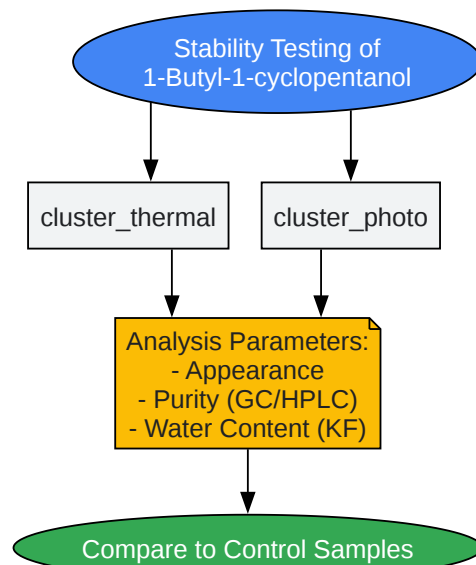 Stability Testing of
1-Butyl-1-cyclopentanol
cluster_thermal
cluster_photo
Analysis Parameters:
- Appearance
- Purity (GC/HPLC)
- Water Content (KF)
Compare to Control Samples